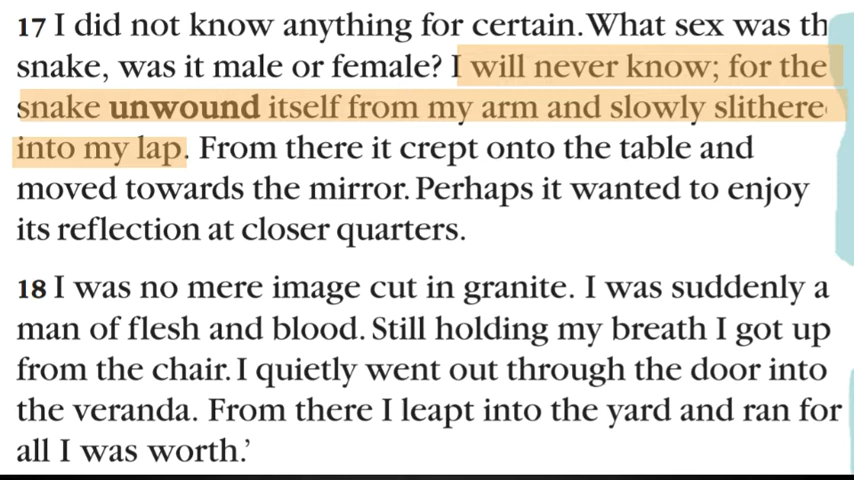 17 I did not know anything for certain. What sex was th
snake, was it male or female? I will never know; for the
snake unwound itself from my arm and slowly slithere
into my lap. From there it crept onto the table and
moved towards the mirror. Perhaps it wanted to enjoy
its reflection at closer quarters.
18 I was no mere image cut in granite. I was suddenly a
man of flesh and blood. Still holding my breath I got up
from the chair. I quietly went out through the door into
the veranda. From there I leapt into the yard and ran for
all I was worth.’